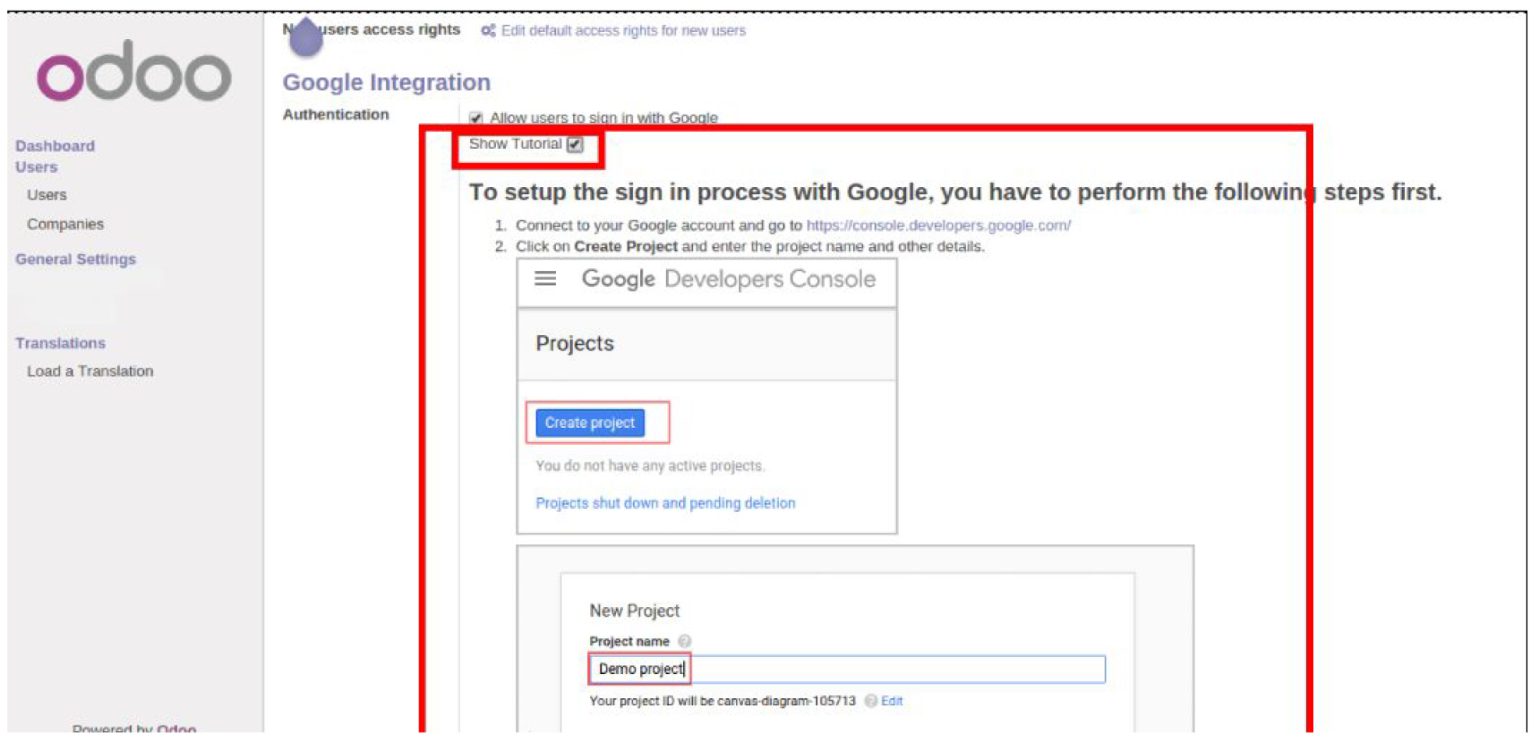 odoo
Dashboard
Users
Users
Companies
General Settings
Translations
Load a Translation
Powered by Odoo
users access rights Edit default access rights for new users
Google Integration
Authentication
Allow users to sign in with Google
Show Tutorial
To setup the sign in process with Google, you have to perform the following steps first.
1. Connect to your Google account and go to https://console.developers.google.com/
2. Click on Create Project and enter the project name and other details.
Google Developers Console
Projects
Create project
You do not have any active projects.
Projects shut down and pending deletion
New Project
Project name
Demo project
Your project ID will be canvas-diagram-105713 Edit